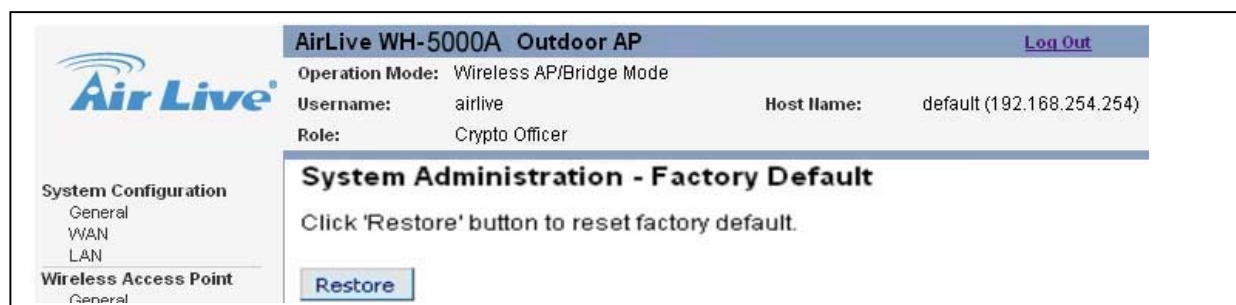 Air Live®
AirLive WH-5000A Outdoor AP Log Out
Operation Mode: Wireless AP/Bridge Mode
Username: airlive Host Name: default (192.168.254.254)
Role: Crypto Officer
System Configuration
General
WAN
LAN
Wireless Access Point
General
System Administration - Factory Default
Click 'Restore' button to reset factory default.
Restore